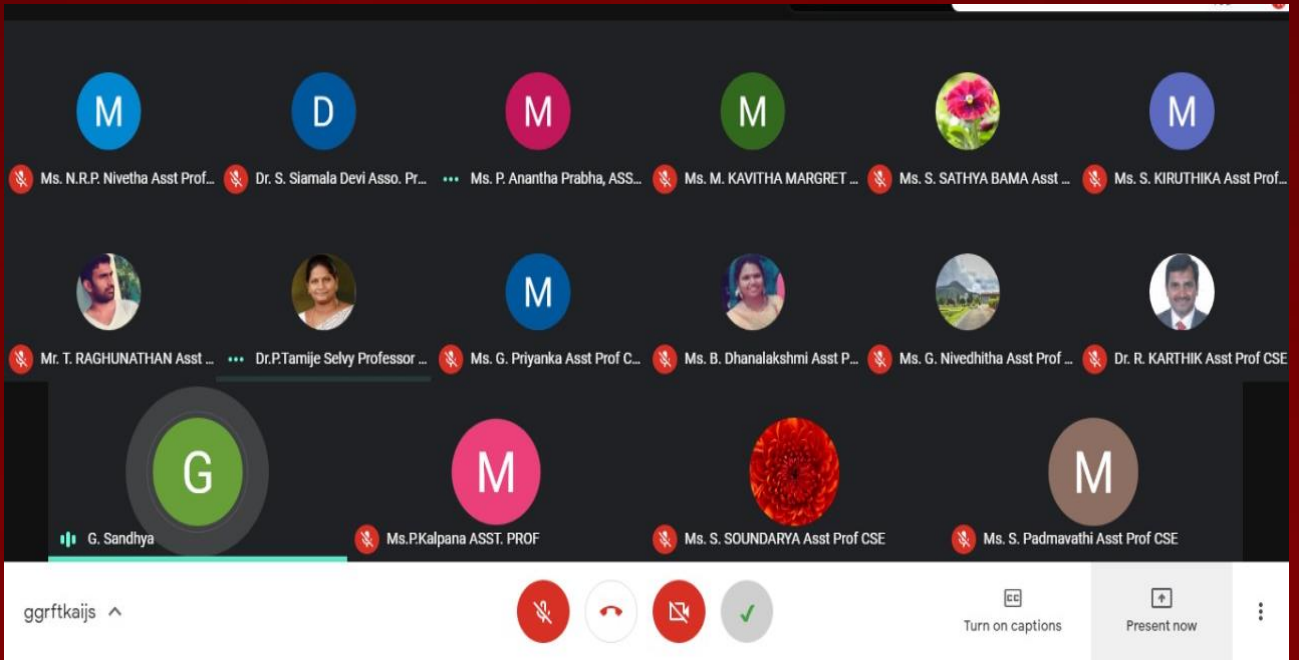 M D M M M
Ms. N.R.P. Nivetha Asst Prof... Dr. S. Siamala Devi Asso. Pr... Ms. P. Anantha Prabha, ASS... Ms. M. KAVITHA MARGRET ... Ms. S. SATHYA BAMA Asst ... Ms. S. KIRUTHIKA Asst Prof...
M
Mr. T. RAGHUNATHAN Asst ... Dr.P.Tamije Selvy Professor ... Ms. G. Priyanka Asst Prof C... Ms. B. Dhanalakshmi Asst P... Ms. G. Nivedhitha Asst Prof ... Dr. R. KARTHIK Asst Prof CSE
G M M
G. Sandhya Ms.P.Kalpana ASST. PROF Ms. S. SOUNDARYA Asst Prof CSE Ms. S. Padmavathi Asst Prof CSE
ggrftkaijs CC Turn on captions Present now